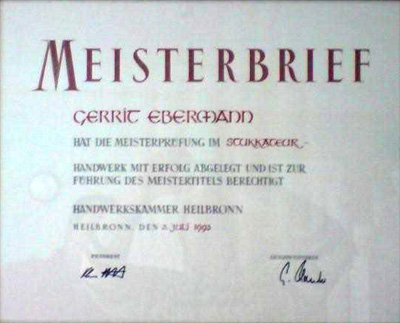 MEISTERBRIEF
GERRIT EBERMANN
HAT DIE MEISTERPRÜFUNG IM STUKKATEUR-
HANDWERK MIT ERFOLG ABGELEGT UND IST ZUR
FÜHRUNG DES MEISTERTITELS BERECHTIGT
HANDWERKSKAMMER HEILBRONN
HEILBRONN, DEN 2. JULI 1992
PRÄSIDENT